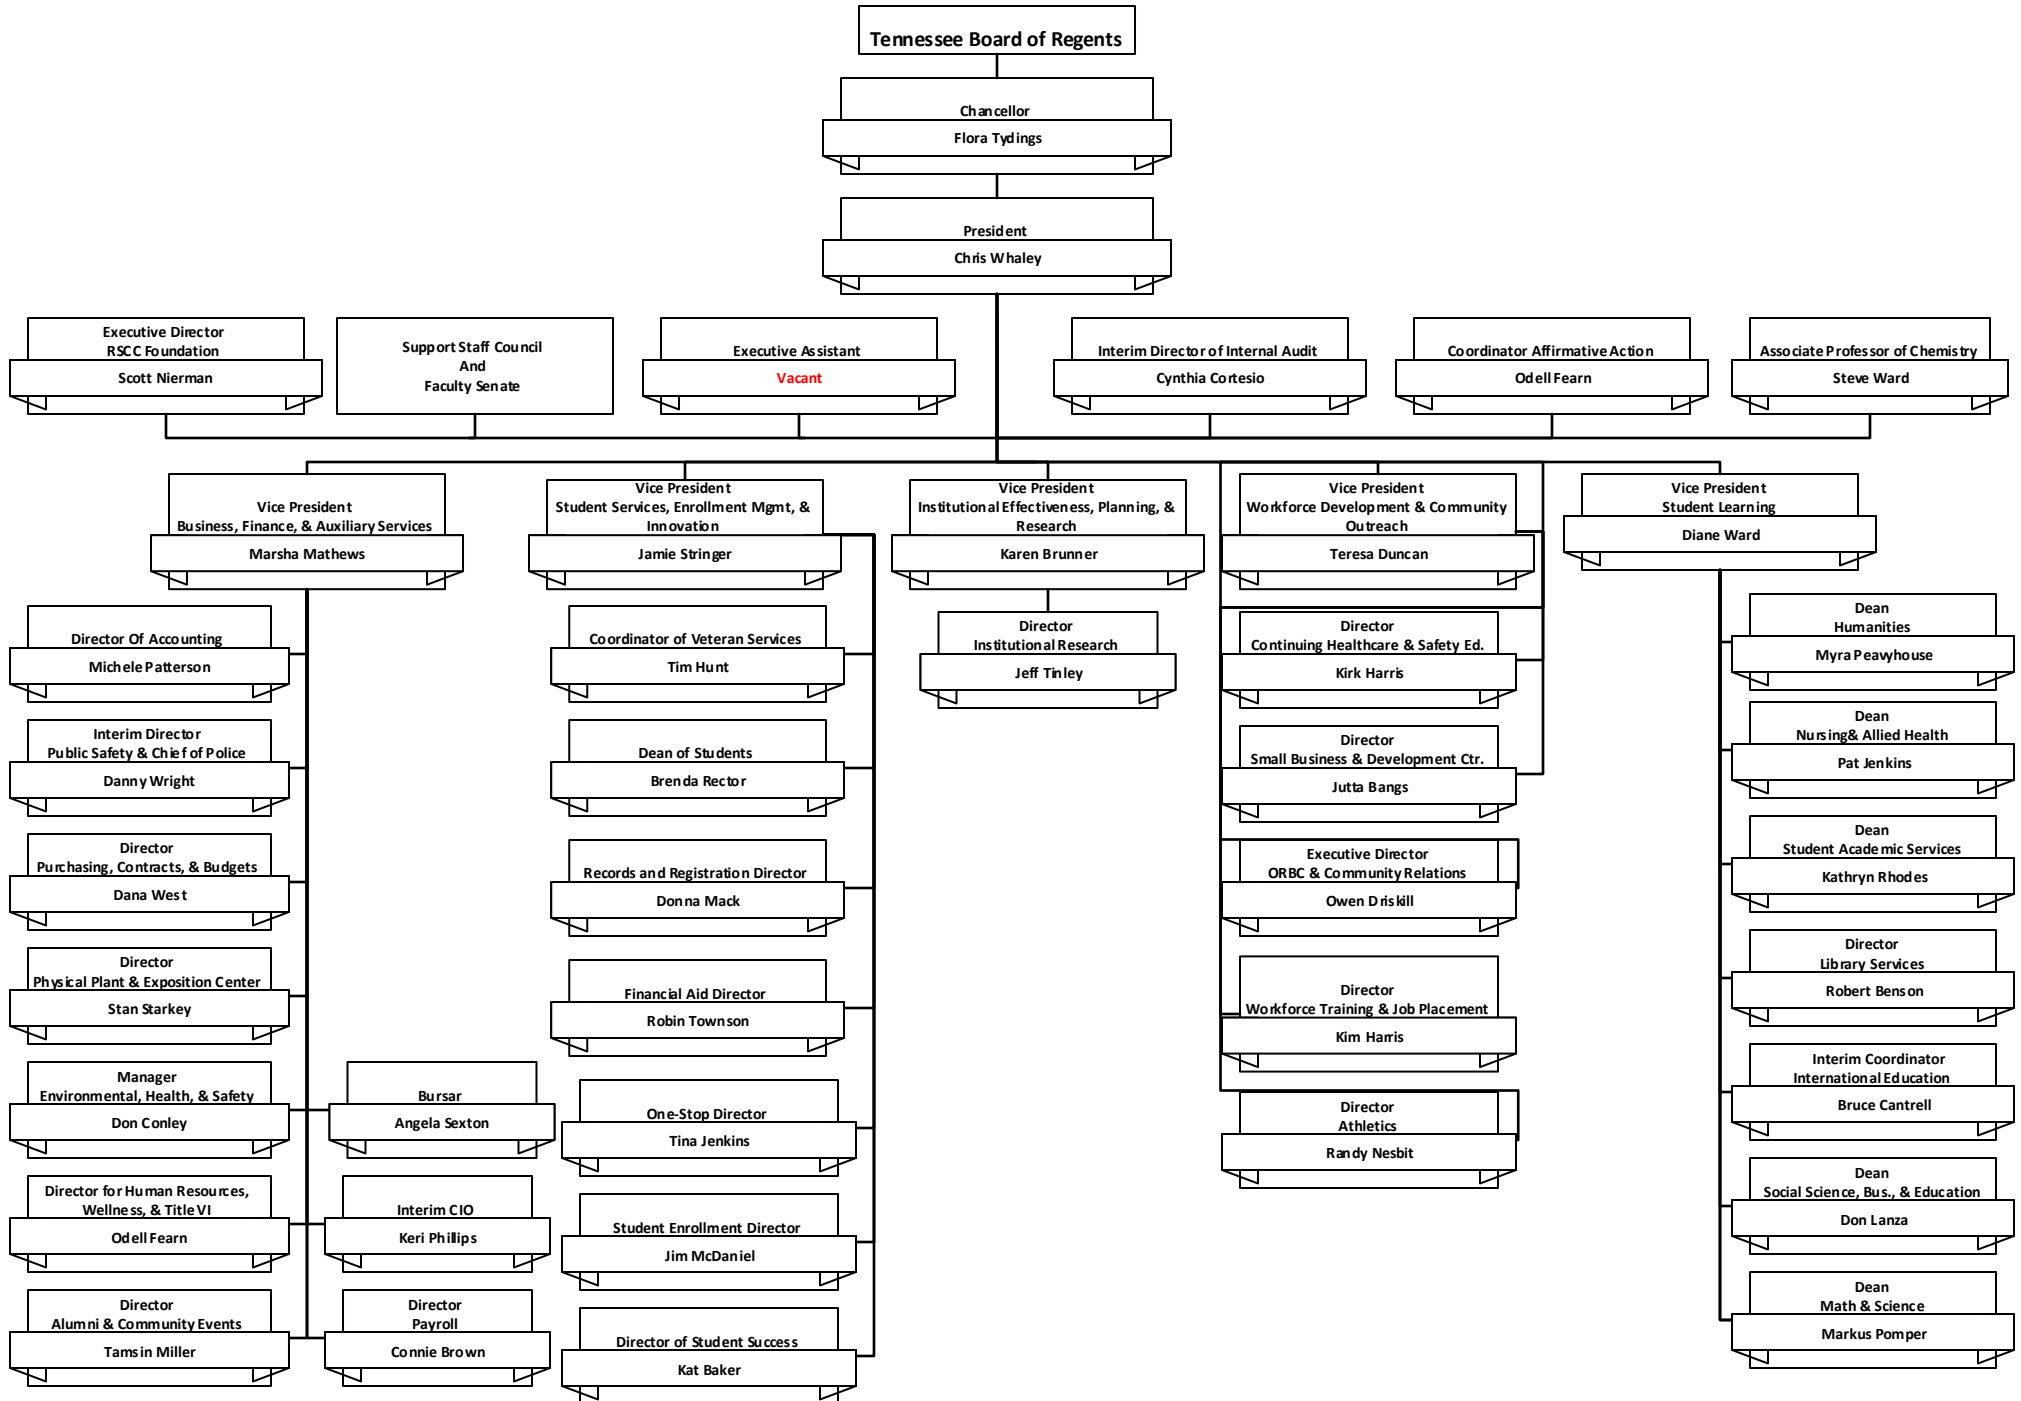 Tennessee Board of Regents
Chancellor
Flora Tydings
President
Chris Whaley
Executive Director
RSCC Foundation
Scott Nierman
Support Staff Council
And
Faculty Senate
Executive Assistant
Vacant
Interim Director of Internal Audit
Cynthia Cortesio
Coordinator Affirmative Action
Odell Fearn
Associate Professor of Chemistry
Steve Ward
Vice President
Business, Finance, & Auxiliary Services
Marsha Mathews
Vice President
Student Services, Enrollment Mgmt, &
Innovation
Jamie Stringer
Vice President
Institutional Effectiveness, Planning, &
Research
Karen Brunner
Vice President
Workforce Development & Community
Outreach
Teresa Duncan
Vice President
Student Learning
Diane Ward
Director Of Accounting
Michele Patterson
Interim Director
Public Safety & Chief of Police
Danny Wright
Director
Purchasing, Contracts, & Budgets
Dana West
Director
Physical Plant & Exposition Center
Stan Starkey
Manager
Environmental, Health, & Safety
Don Conley
Director for Human Resources,
Wellness, & Title VI
Odell Fearn
Director
Alumni & Community Events
Tamsin Miller
Bursar
Angela Sexton
Interim CIO
Keri Phillips
Director
Payroll
Connie Brown
Coordinator of Veteran Services
Tim Hunt
Dean of Students
Brenda Rector
Records and Registration Director
Donna Mack
Financial Aid Director
Robin Townson
One-Stop Director
Tina Jenkins
Student Enrollment Director
Jim McDaniel
Director of Student Success
Kat Baker
Director
Institutional Research
Jeff Tinley
Director
Continuing Healthcare & Safety Ed.
Kirk Harris
Director
Small Business & Development Ctr.
Jutta Bangs
Executive Director
ORBC & Community Relations
Owen Driskill
Director
Workforce Training & Job Placement
Kim Harris
Director
Athletics
Randy Nesbit
Dean
Humanities
Myra Peavyhouse
Dean
Nursing& Allied Health
Pat Jenkins
Dean
Student Academic Services
Kathryn Rhodes
Director
Library Services
Robert Benson
Interim Coordinator
International Education
Bruce Cantrell
Dean
Social Science, Bus., & Education
Don Lanza
Dean
Math & Science
Markus Pomper